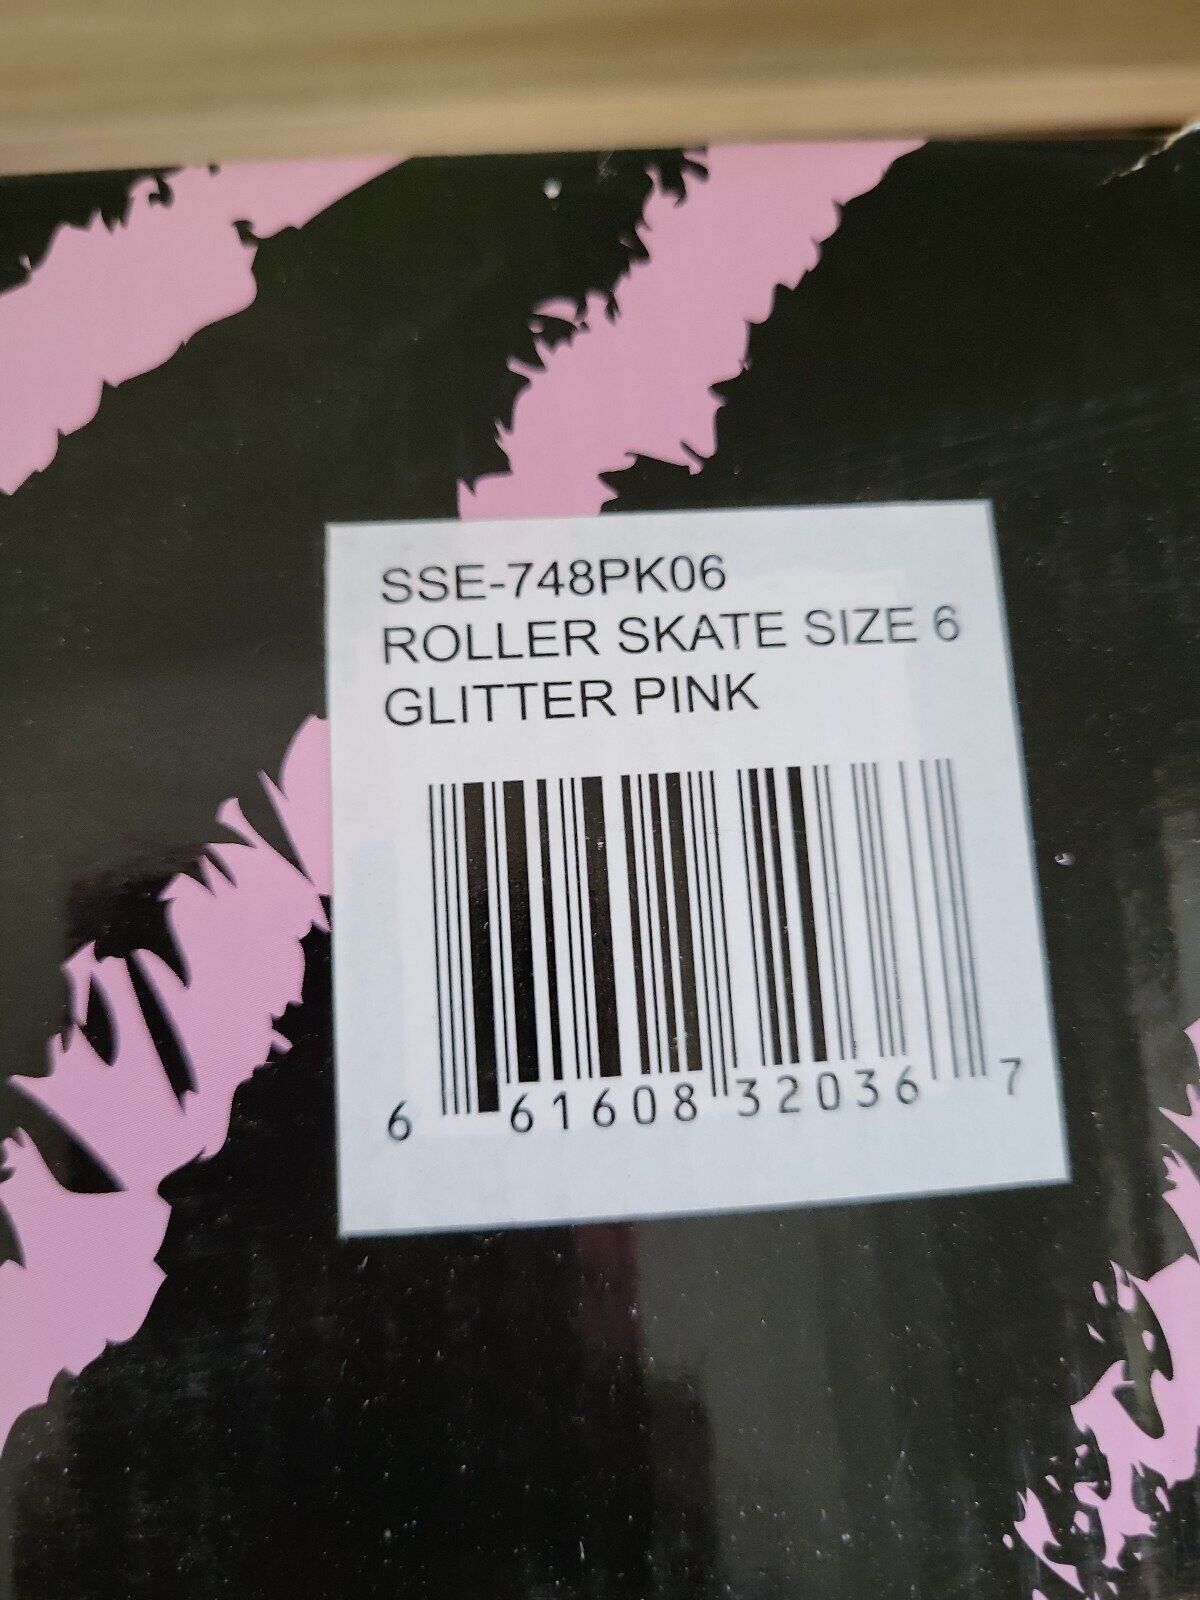 SSE-748PK06
ROLLER SKATE SIZE 6
GLITTER PINK
6 61608 32036 7